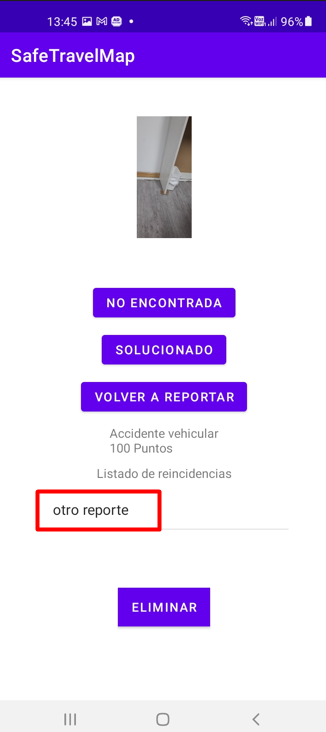 13:45 96%
SafeTravelMap
NO ENCONTRADA
SOLUCIONADO
VOLVER A REPORTAR
Accidente vehicular
100 Puntos
Listado de reincidencias
otro reporte
ELIMINAR